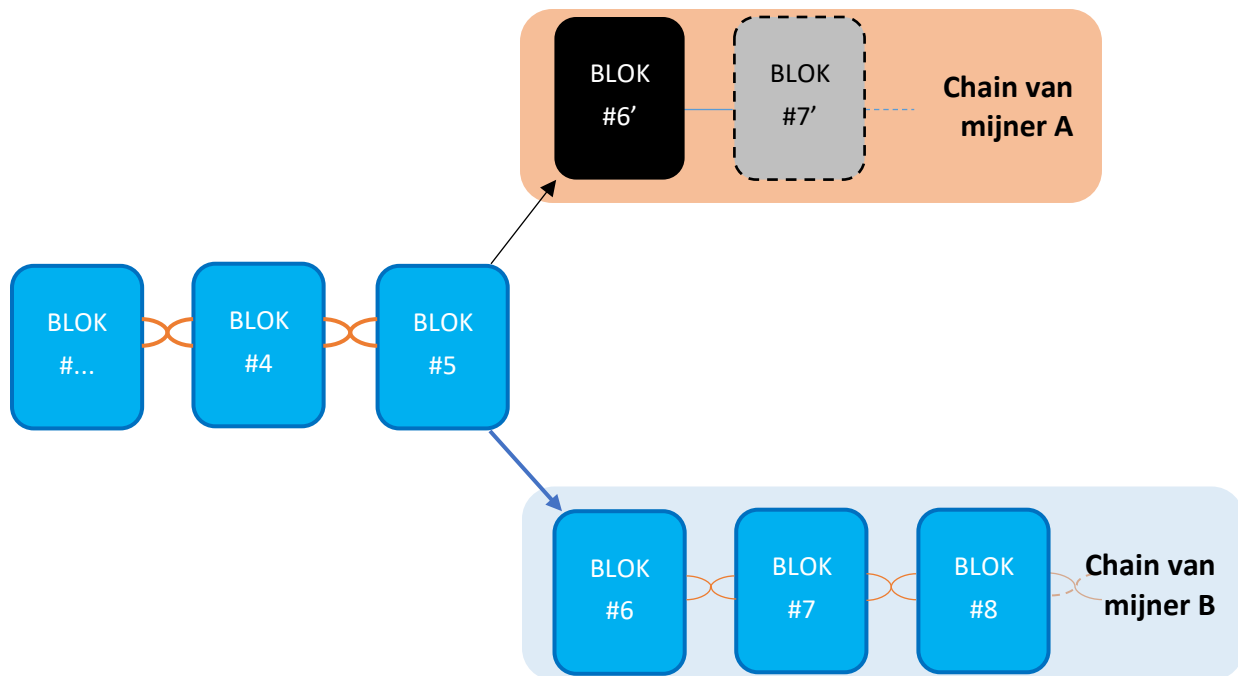 BLOK
#6’
BLOK
#7’
Chain van
mijner A
BLOK
#...
BLOK
#4
BLOK
#5
BLOK
#6
BLOK
#7
BLOK
#8
Chain van
mijner B